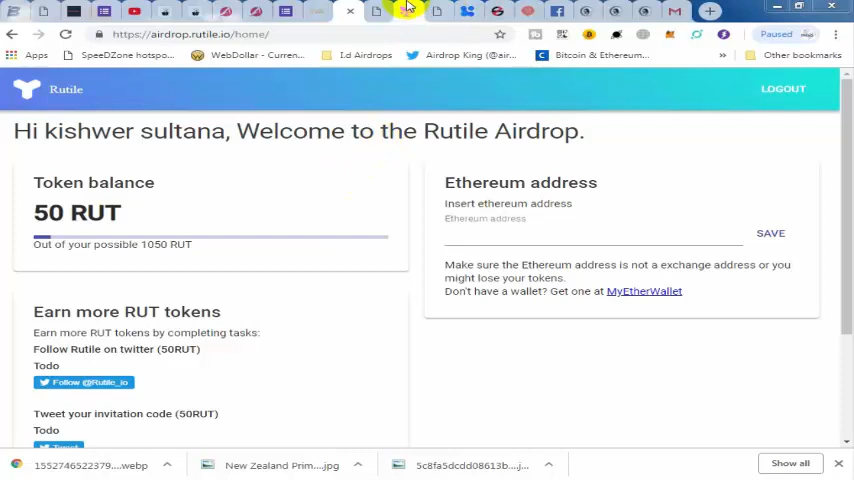 https://airdrop.rutile.io/home/
Paused
Apps
SpeeDZone hotspo...
WebDollar - Curren...
I.d Airdrops
Airdrop King (@air...
Bitcoin & Ethereum...
Other bookmarks
Rutile
LOGOUT
Hi kishwer sultana, Welcome to the Rutile Airdrop.
Token balance
50 RUT
Out of your possible 1050 RUT
Ethereum address
Insert ethereum address
Ethereum address
SAVE
Make sure the Ethereum address is not a exchange address or you
might lose your tokens.
Don't have a wallet? Get one at MyEtherWallet
Earn more RUT tokens
Earn more RUT tokens by completing tasks:
Follow Rutile on twitter (50RUT)
Todo
Follow @Rutile_io
Tweet your invitation code (50RUT)
Todo
Tweet
1552746522379....webp
New Zealand Prim....jpg
5c8fa5dcdd08613b....j...
Show all